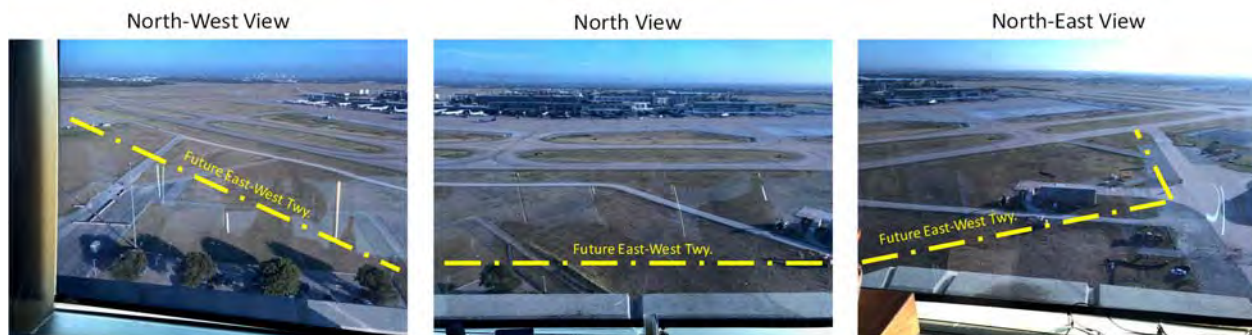 North-West View
North View
North-East View
Future East-West Twy.
Future East-West Twy.
Future East-West Twy.